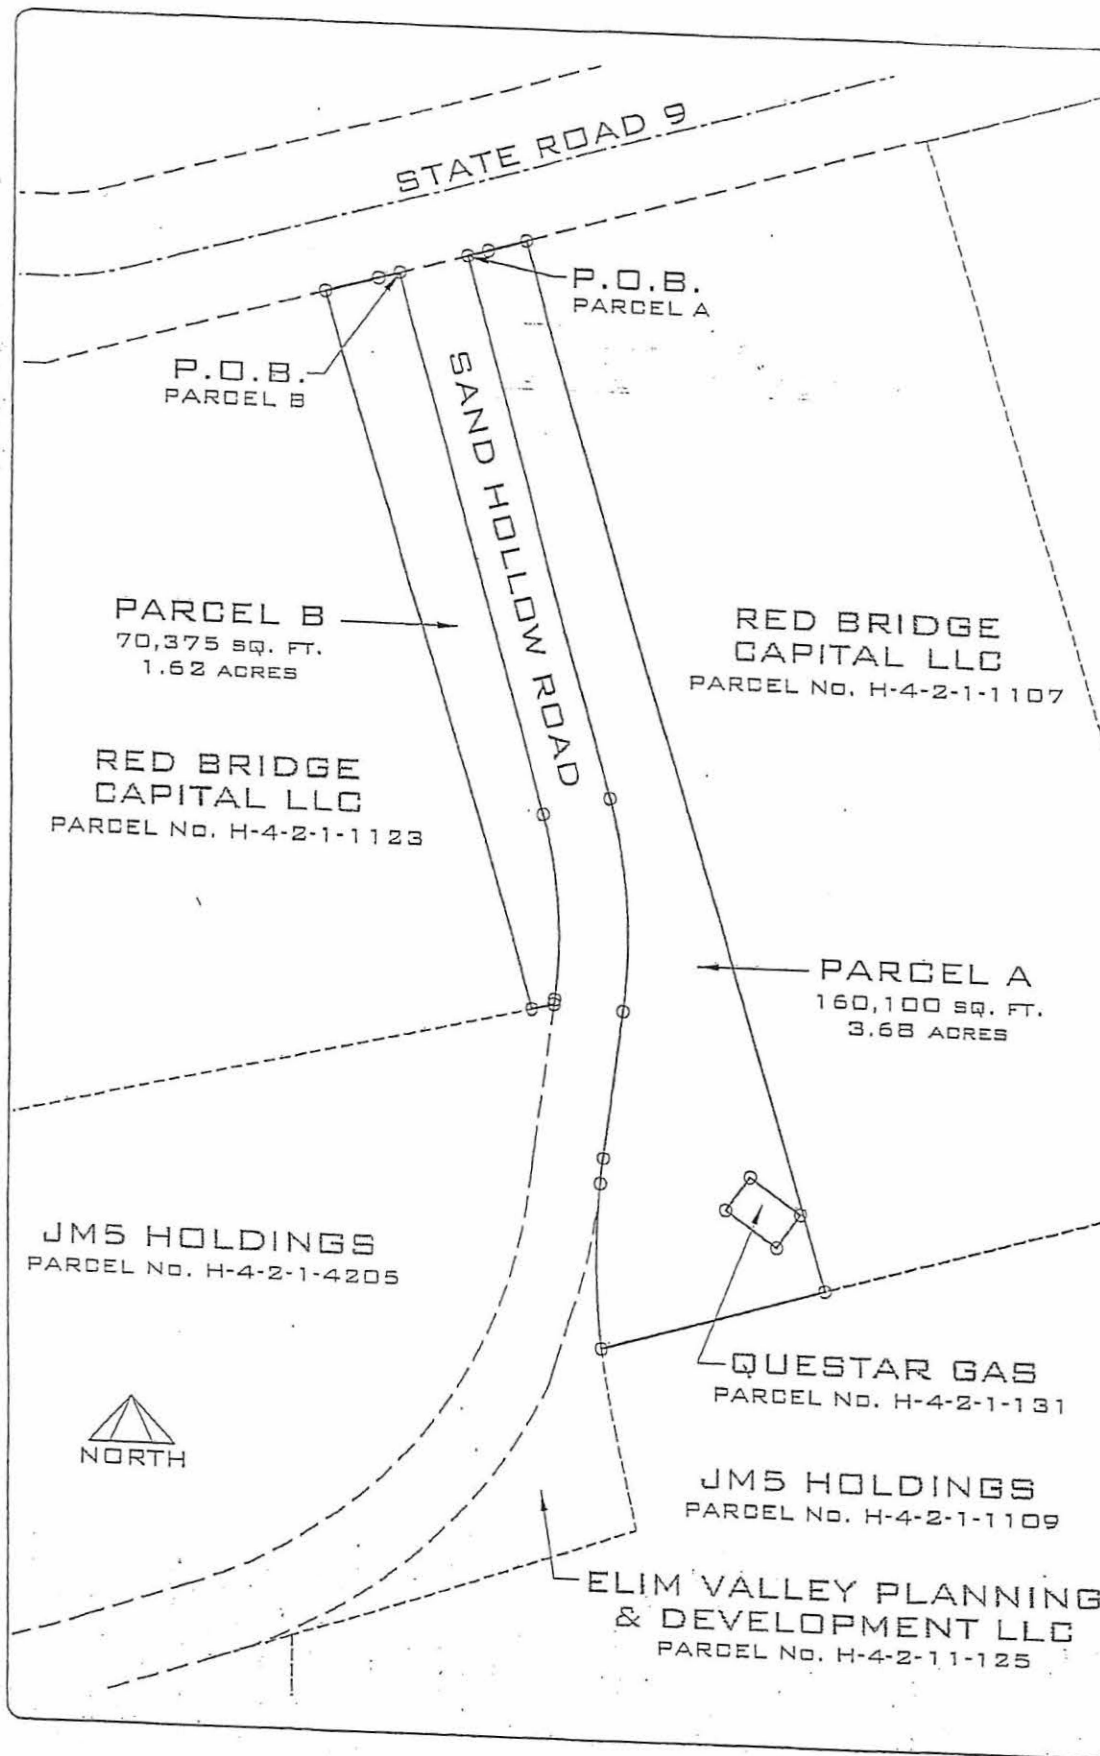 STATE ROAD 9
P.O.B.
PARCEL A
P.O.B.
PARCEL B
SAND HOLLOW ROAD
PARCEL B
70,375 SQ. FT.
1.62 ACRES
RED BRIDGE
CAPITAL LLC
PARCEL No. H-4-2-1-1107
RED BRIDGE
CAPITAL LLC
PARCEL No. H-4-2-1-1123
PARCEL A
160,100 SQ. FT.
3.68 ACRES
JM5 HOLDINGS
PARCEL No. H-4-2-1-4205
QUESTAR GAS
PARCEL No. H-4-2-1-131
NORTH
JM5 HOLDINGS
PARCEL No. H-4-2-1-1109
ELIM VALLEY PLANNING
& DEVELOPMENT LLC
PARCEL No. H-4-2-11-125